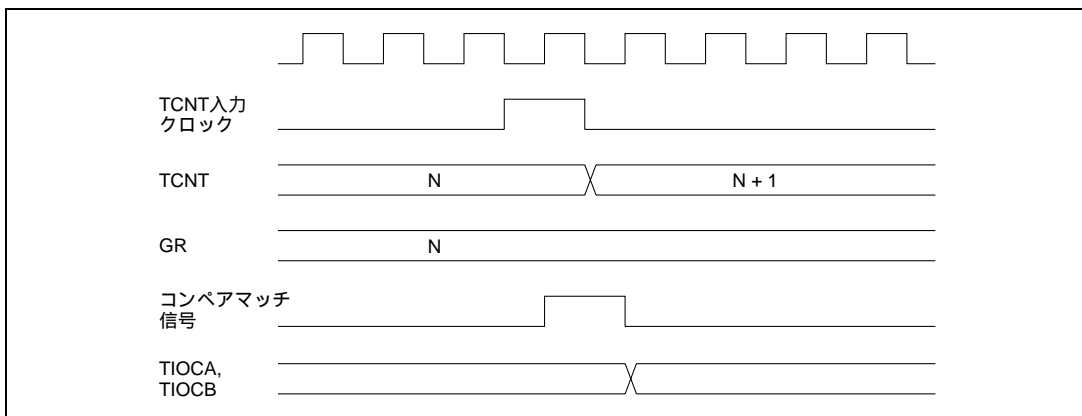 TCNT入力
クロック
TCNT
N
N + 1
GR
N
コンペアマッチ
信号
TIOCA,
TIOCB